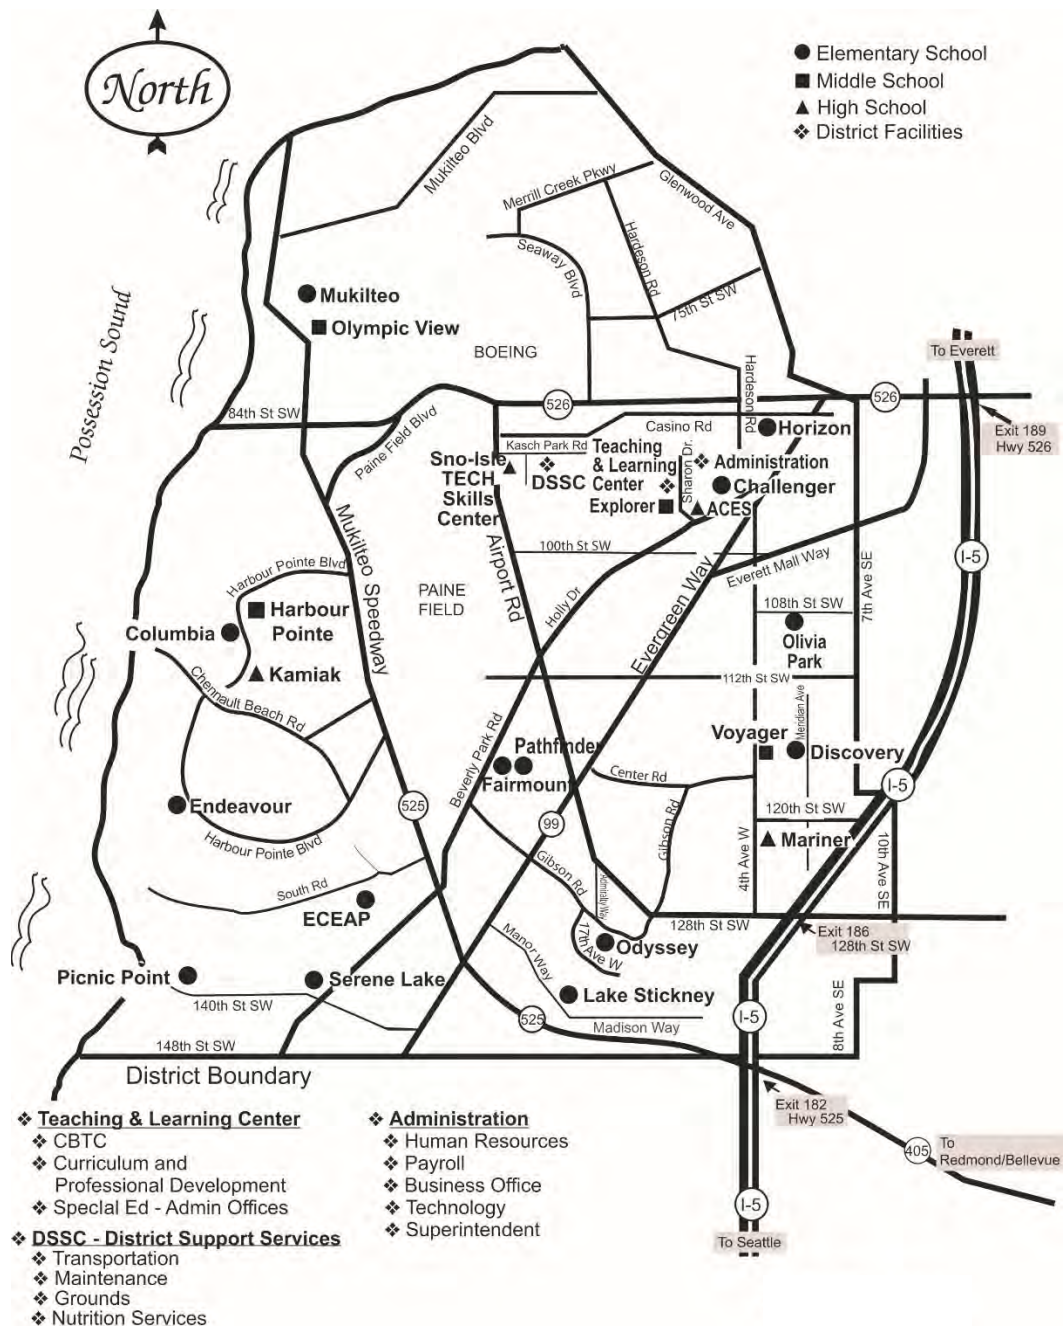 North
Elementary School
Middle School
High School
District Facilities
Mukilteo Blvd
Merrill Creek Pkwy
Glenwood Ave
Seaway Blvd
Hardeson Rd
75th St SW
Possession Sound
Mukilteo
Olympic View
BOEING
To Everett
Hardeson Rd
84th St SW
526
526
Exit 189
Hwy 526
Paine Field Blvd
Casino Rd
Horizon
Kasch Park Rd
Sno-Isle
TECH
Skills
Center
DSSC
Teaching
& Learning
Center
Sharon Dr.
Administration
Challenger
Explorer
ACES
Mukilteo Speedway
Airport Rd
100th St SW
Everett Mall Way
I-5
7th Ave SE
Harbour Pointe Blvd
PAINE
FIELD
Holly Dr
Evergreen Way
108th St SW
Harbour
Pointe
Columbia
Olivia
Park
Kamiak
112th St SW
Chennault Beach Rd
Meridian Ave
Voyager
Discovery
Beverly Park Rd
Pathfinder
Fairmount
Center Rd
I-5
Endeavour
525
99
120th St SW
Harbour Pointe Blvd
Gibson Rd
Gibson Rd
4th Ave W
Mariner
10th Ave SE
South Rd
Admiralty Way
ECEAP
128th St SW
Exit 186
128th St SW
Manor Way
17th Ave W
Odyssey
Picnic Point
Serene Lake
Lake Stickney
140th St SW
525
Madison Way
I-5
8th Ave SE
148th St SW
District Boundary
Exit 182
Hwy 525
405
To
Redmond/Bellevue
I-5
To Seattle
Teaching & Learning Center
CBTC
Curriculum and
Professional Development
Special Ed - Admin Offices
DSSC - District Support Services
Transportation
Maintenance
Grounds
Nutrition Services
Administration
Human Resources
Payroll
Business Office
Technology
Superintendent